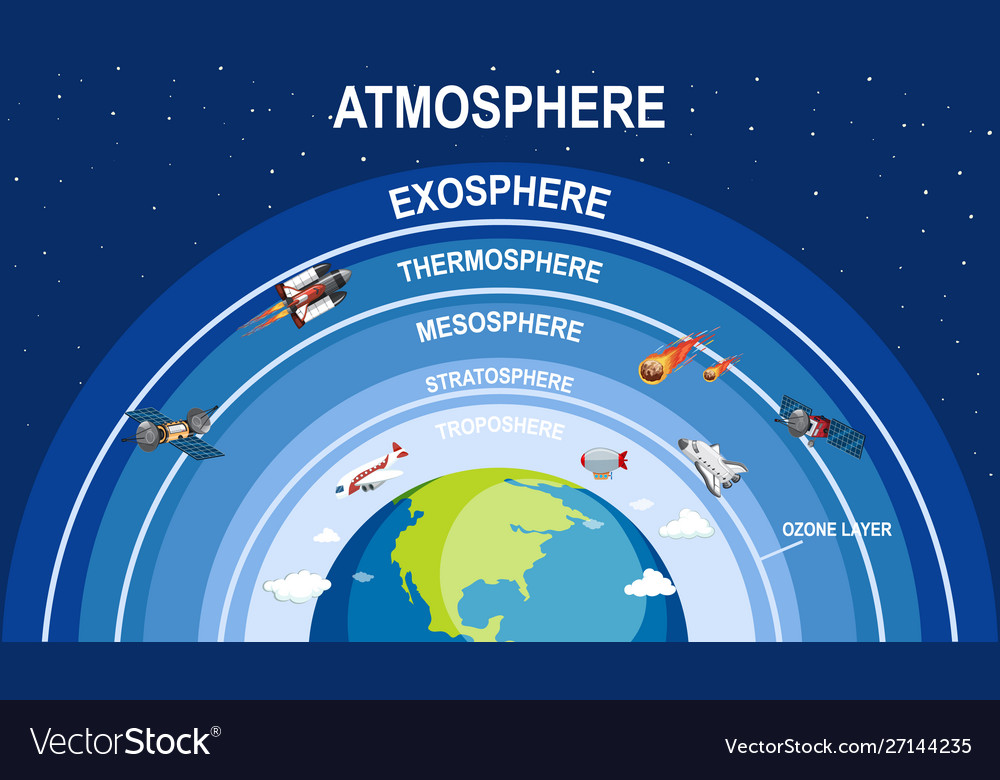 ATMOSPHERE
EXOSPHERE
THERMOSPHERE
MESOSPHERE
STRATOSPHERE
TROPOSHERE
OZONE LAYER
VectorStock®
VectorStock.com/27144235